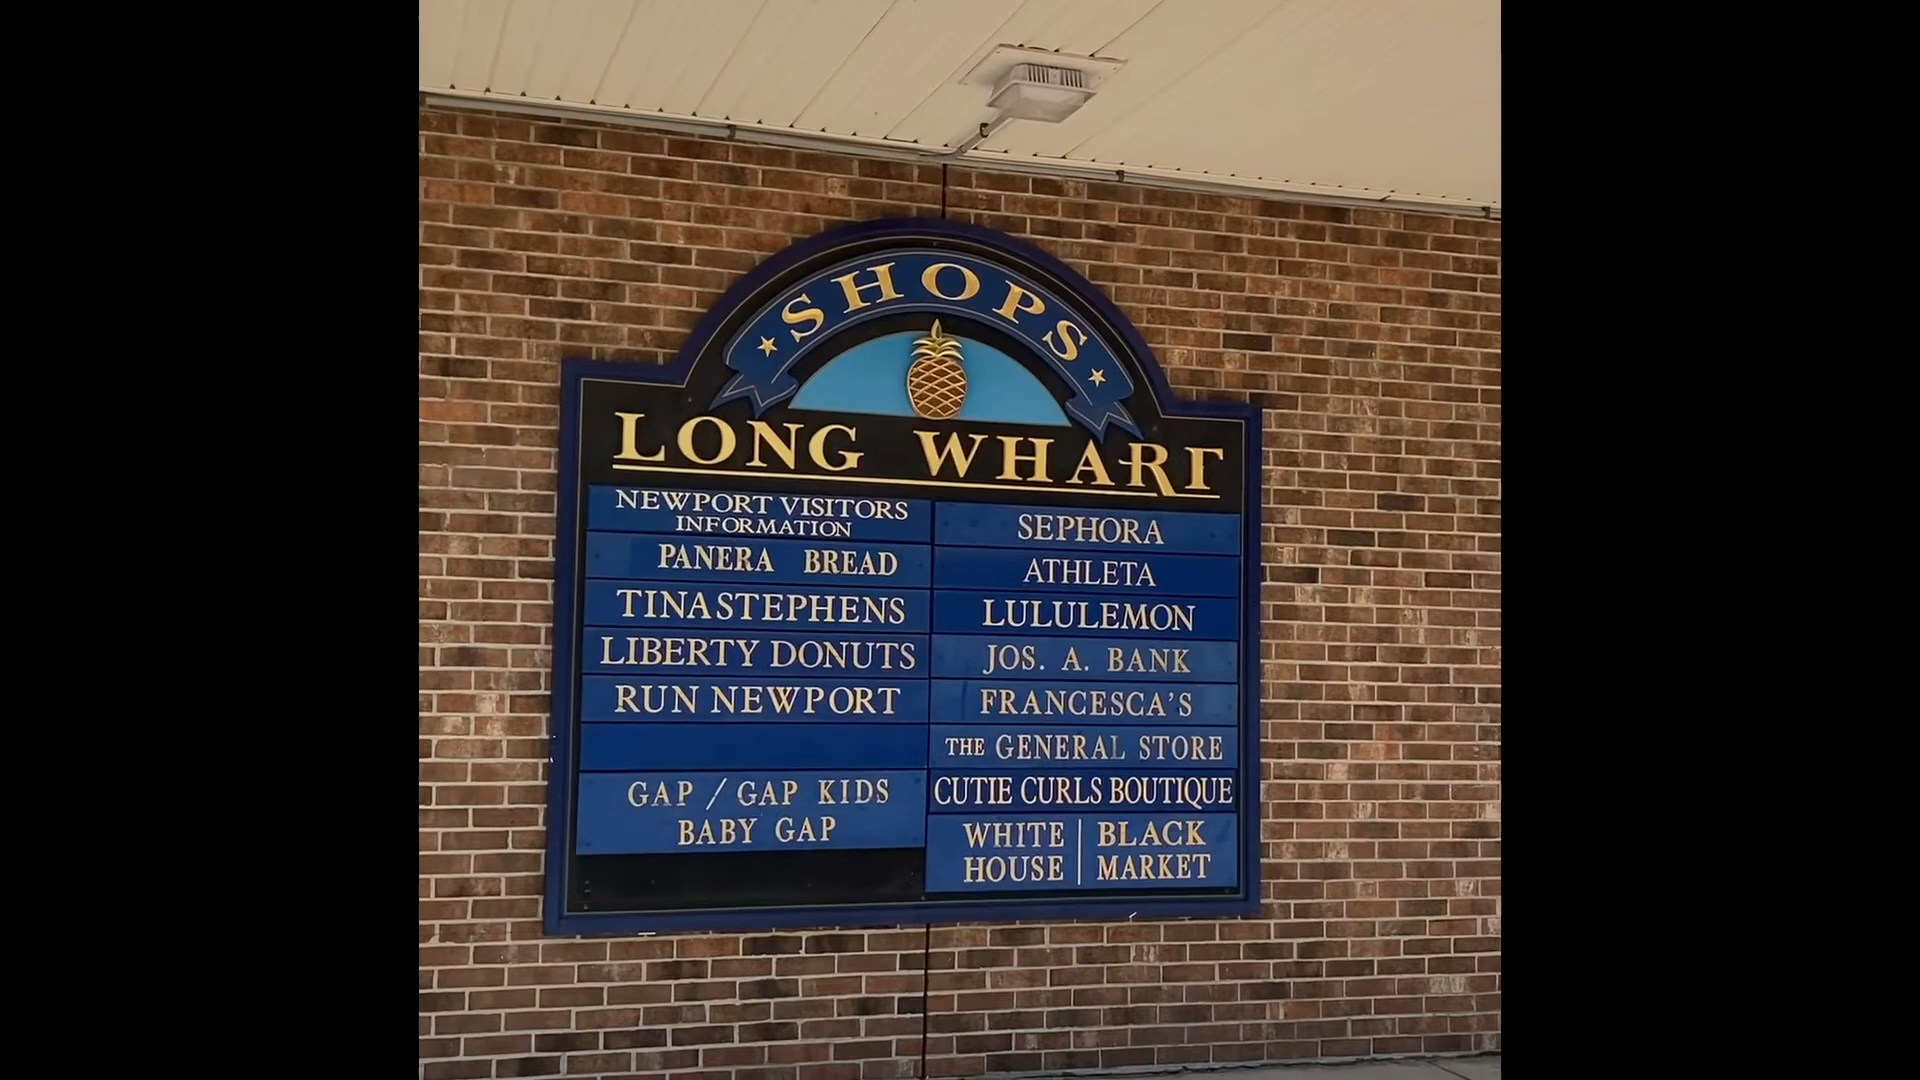 SHOPS
LONG WHARF
NEWPORT VISITORS
INFORMATION
PANERA BREAD
TINASTEPHENS
LIBERTY DONUTS
RUN NEWPORT
GAP / GAP KIDS
BABY GAP
SEPHORA
ATHLETA
LULULEMON
JOS. A. BANK
FRANCESCA'S
THE GENERAL STORE
CUTIE CURLS BOUTIQUE
WHITE | BLACK
HOUSE | MARKET